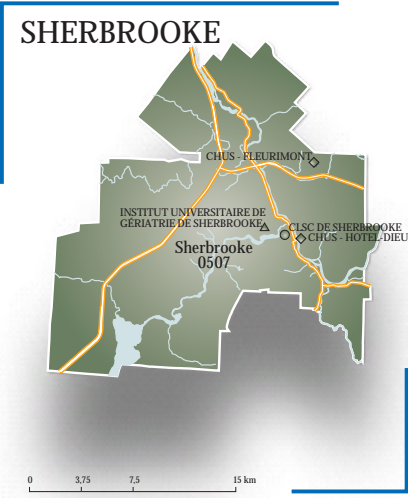 SHERBROOKE
CHUS - FLEURIMONT
INSTITUT UNIVERSITAIRE DE
GÉRIATRIE DE SHERBROOKE
CLSC DE SHERBROOKE
CHUS - HOTEL-DIEU
Sherbrooke
0507
0 3,75 7,5 15 km